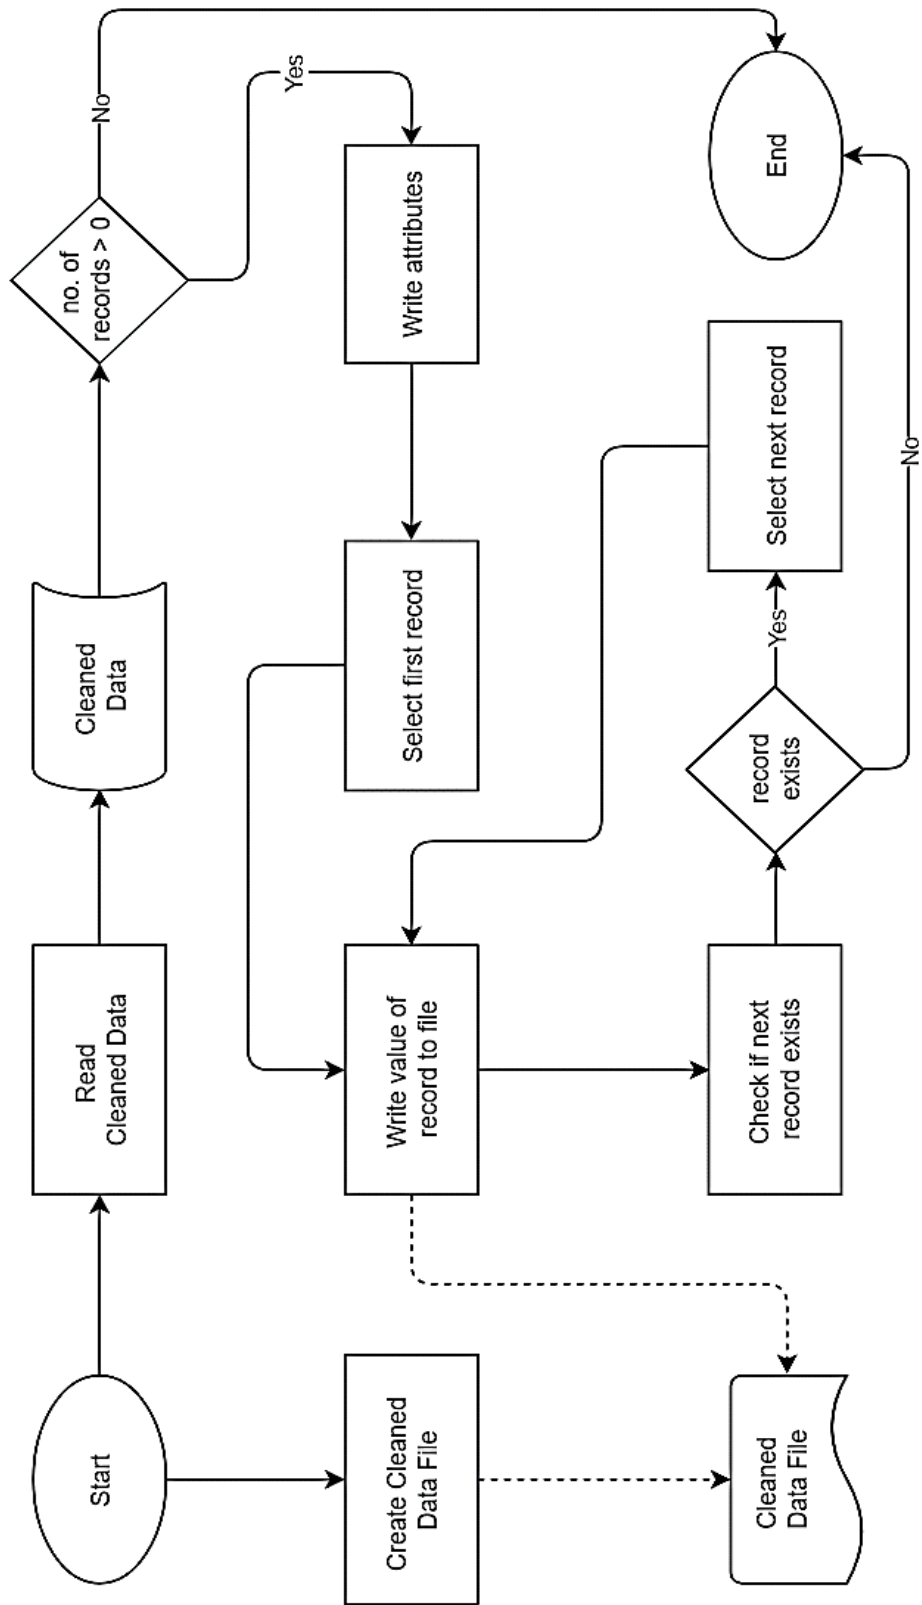 Start
Read
Cleaned Data
Cleaned
Data
no. of
records > 0
No
Yes
Create Cleaned
Data File
Write value of
record to file
Select first record
Write attributes
Cleaned
Data File
Check if next
record exists
record
exists
Yes
Select next record
End
No